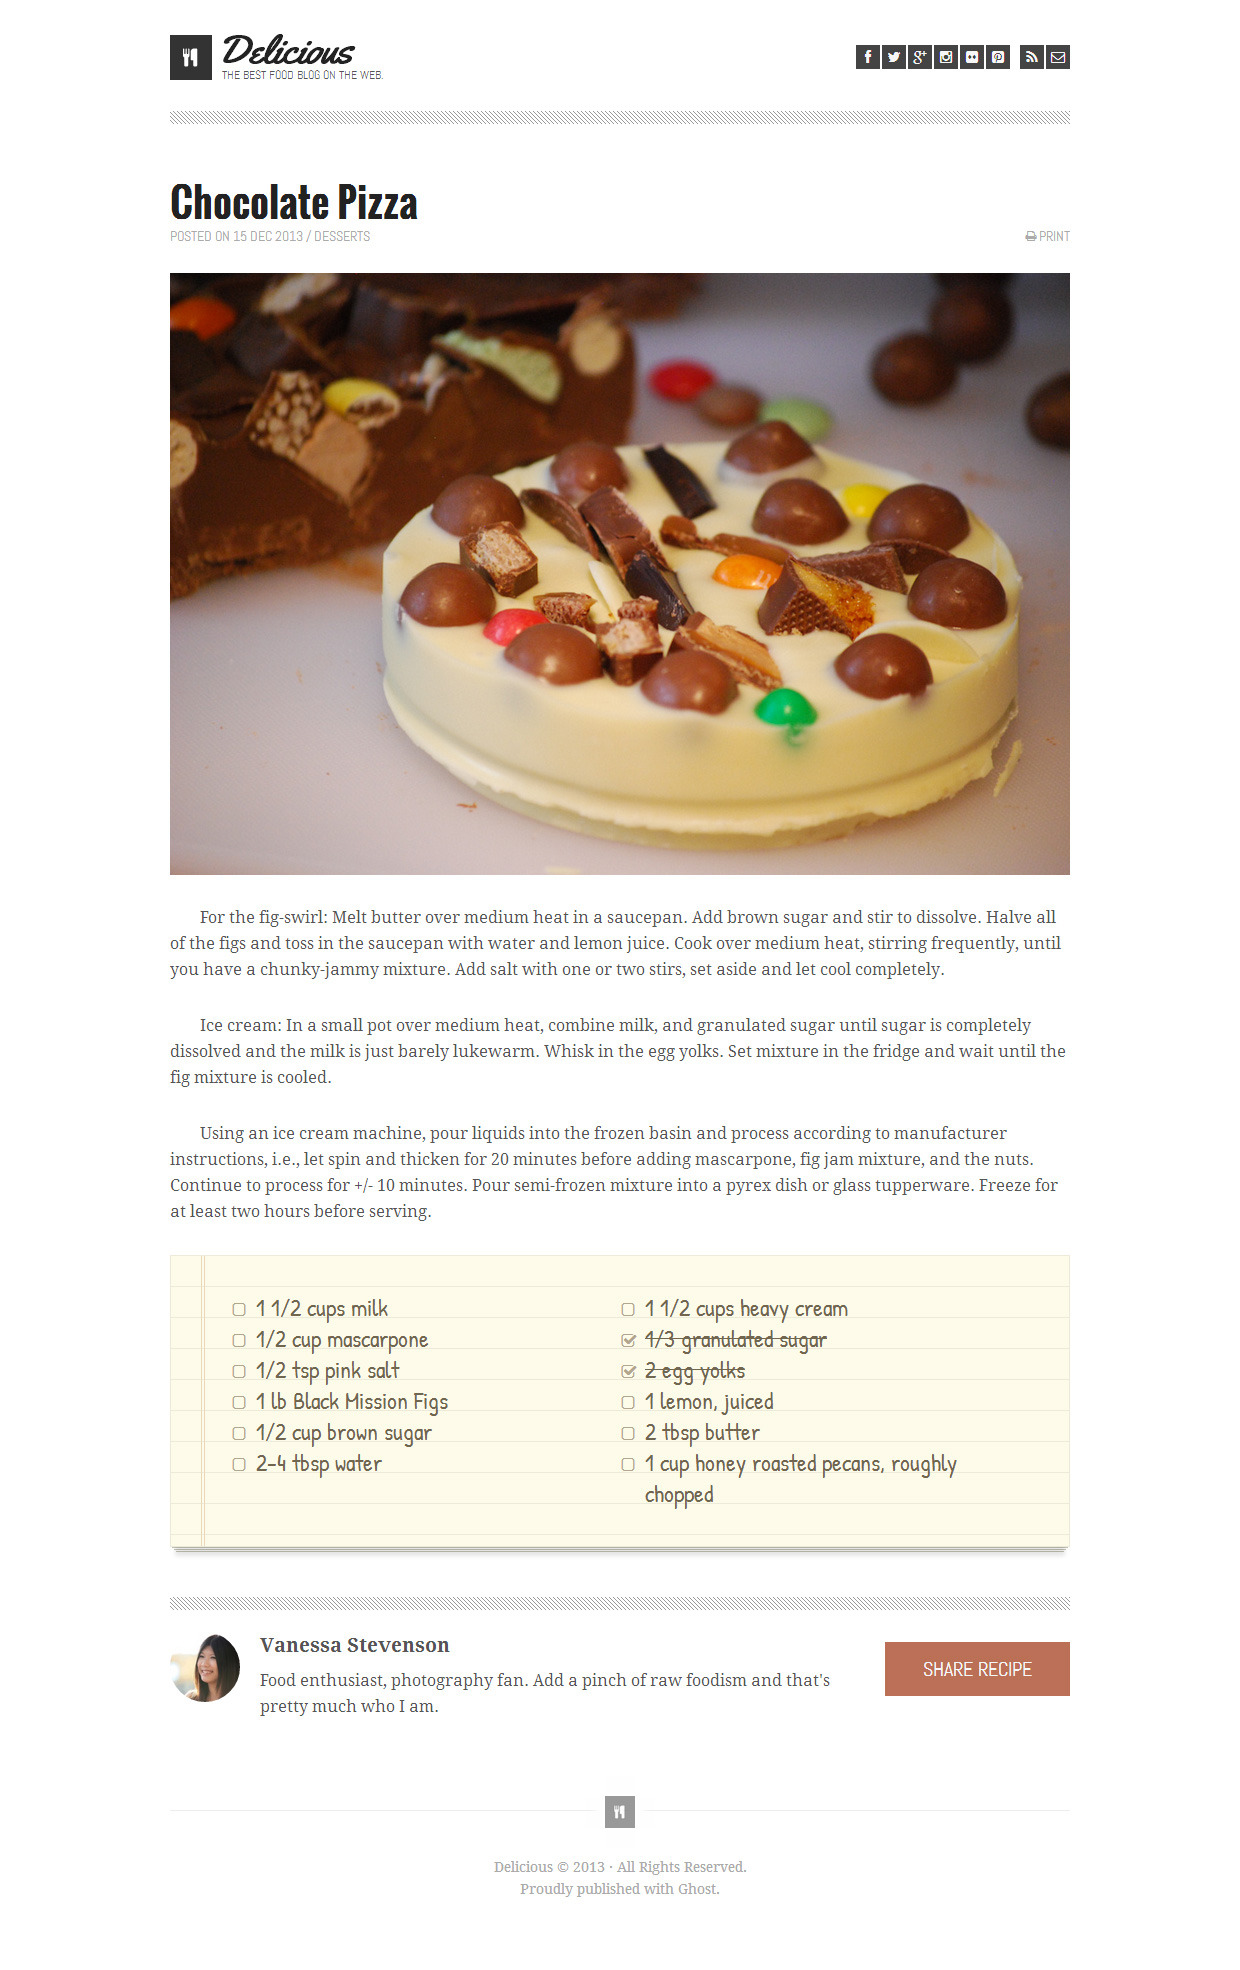 Delicious
THE BEST FOOD BLOG ON THE WEB.
Chocolate Pizza
POSTED ON 15 DEC 2013 / DESSERTS
PRINT
For the fig-swirl: Melt butter over medium heat in a saucepan. Add brown sugar and stir to dissolve. Halve all
of the figs and toss in the saucepan with water and lemon juice. Cook over medium heat, stirring frequently, until
you have a chunky-jammy mixture. Add salt with one or two stirs, set aside and let cool completely.
Ice cream: In a small pot over medium heat, combine milk, and granulated sugar until sugar is completely
dissolved and the milk is just barely lukewarm. Whisk in the egg yolks. Set mixture in the fridge and wait until the
fig mixture is cooled.
Using an ice cream machine, pour liquids into the frozen basin and process according to manufacturer
instructions, i.e., let spin and thicken for 20 minutes before adding mascarpone, fig jam mixture, and the nuts.
Continue to process for +/- 10 minutes. Pour semi-frozen mixture into a pyrex dish or glass tupperware. Freeze for
at least two hours before serving.
1 1/2 cups milk
1/2 cup mascarpone
1/2 tsp pink salt
1 lb Black Mission Figs
1/2 cup brown sugar
2-4 tbsp water
1 1/2 cups heavy cream
1/3 granulated sugar
2 egg yolks
1 lemon, juiced
2 tbsp butter
1 cup honey roasted pecans, roughly
chopped
Vanessa Stevenson
Food enthusiast, photography fan. Add a pinch of raw foodism and that's
pretty much who I am.
SHARE RECIPE
Delicious © 2013 · All Rights Reserved.
Proudly published with Ghost.